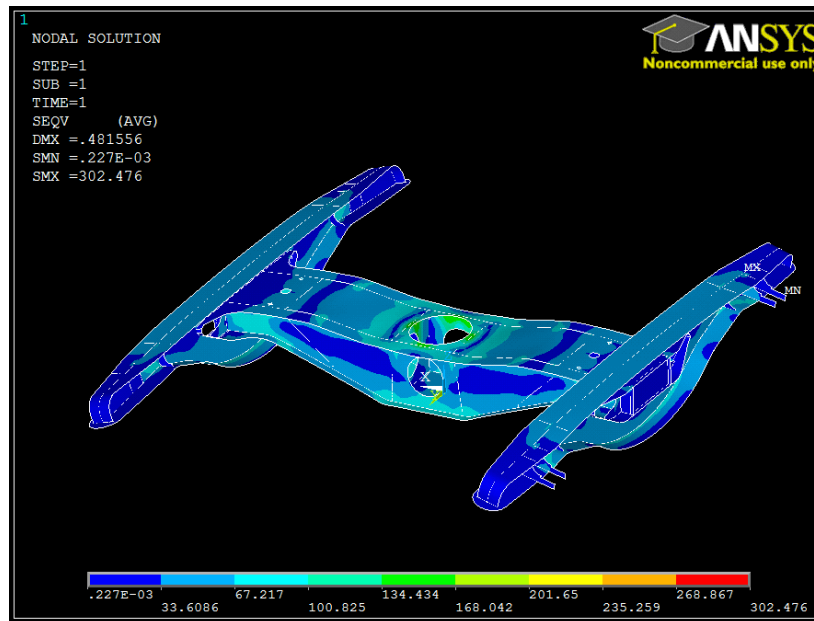 1
NODAL SOLUTION
STEP=1
SUB =1
TIME=1
SEQV (AVG)
DMX =.481556
SMN =.227E-03
SMX =302.476
ANSYS
Noncommercial use only
MX
MN
X
.227E-03 67.217 134.434 201.65 268.867
33.6086 100.825 168.042 235.259 302.476